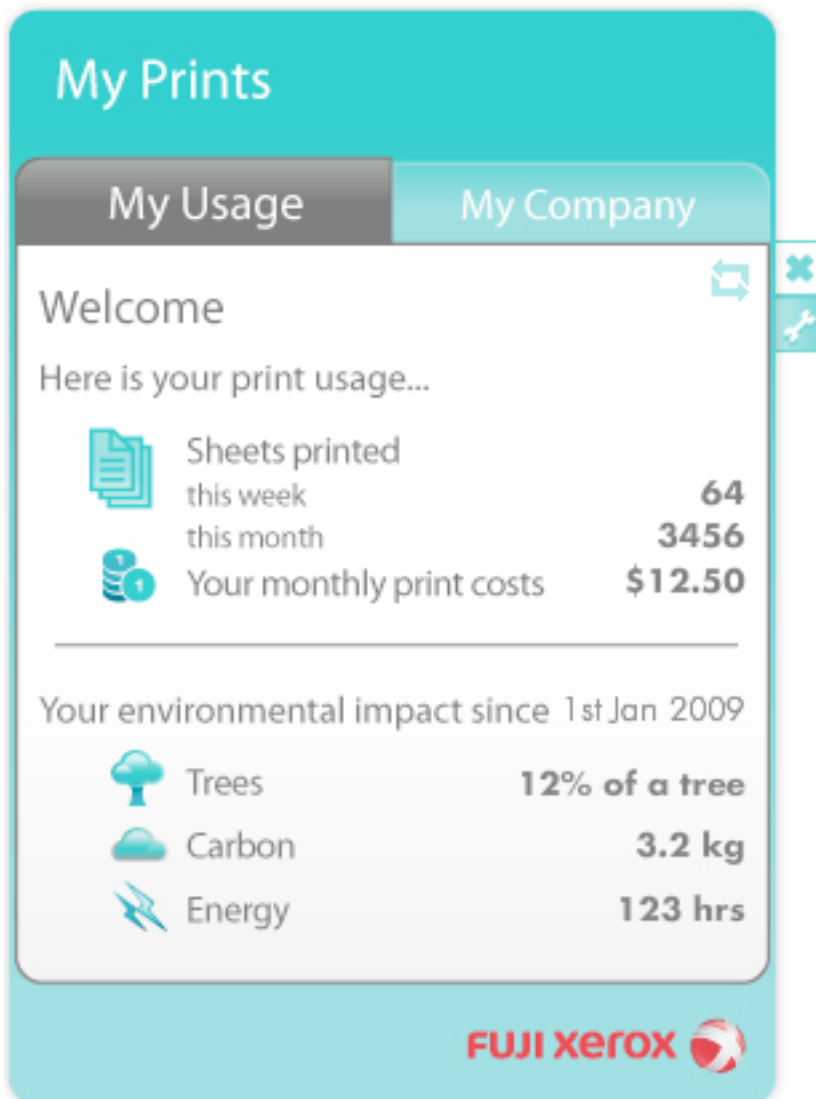 My Prints
My Usage
My Company
Welcome
Here is your print usage...
Sheets printed
this week 64
this month 3456
1 1
Your monthly print costs $12.50
Your environmental impact since 1st Jan 2009
Trees 12% of a tree
Carbon 3.2 kg
Energy 123 hrs
FUJI xerox